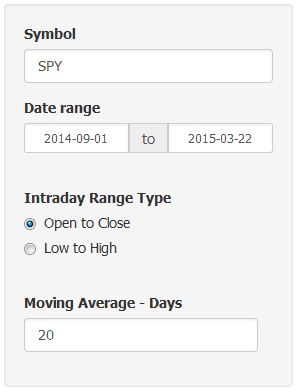 Symbol
SPY
Date range
2014-09-01 to 2015-03-22
Intraday Range Type
Open to Close
Low to High
Moving Average - Days
20